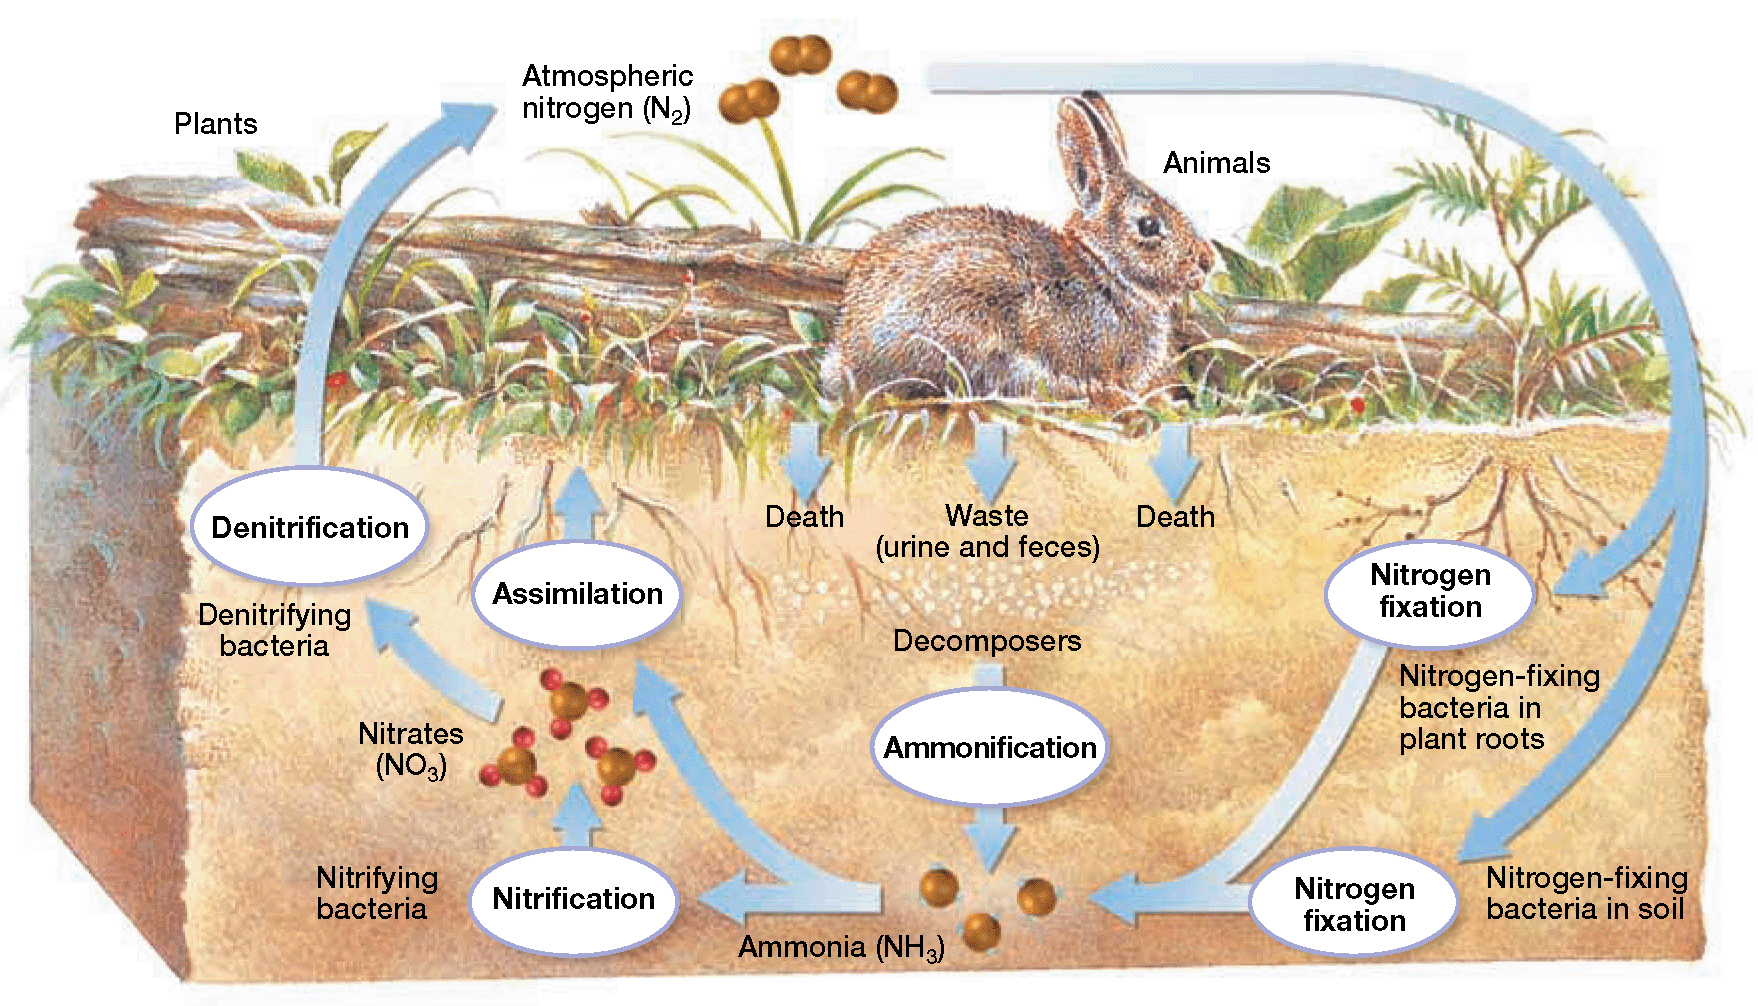 Plants
Atmospheric
nitrogen (N₂)
Animals
Denitrification
Denitrifying
bacteria
Assimilation
Death
Waste
(urine and feces)
Death
Decomposers
Nitrogen
fixation
Nitrogen-fixing
bacteria in
plant roots
Nitrates
(NO₃)
Ammonification
Nitrifying
bacteria
Nitrification
Ammonia (NH₃)
Nitrogen
fixation
Nitrogen-fixing
bacteria in soil